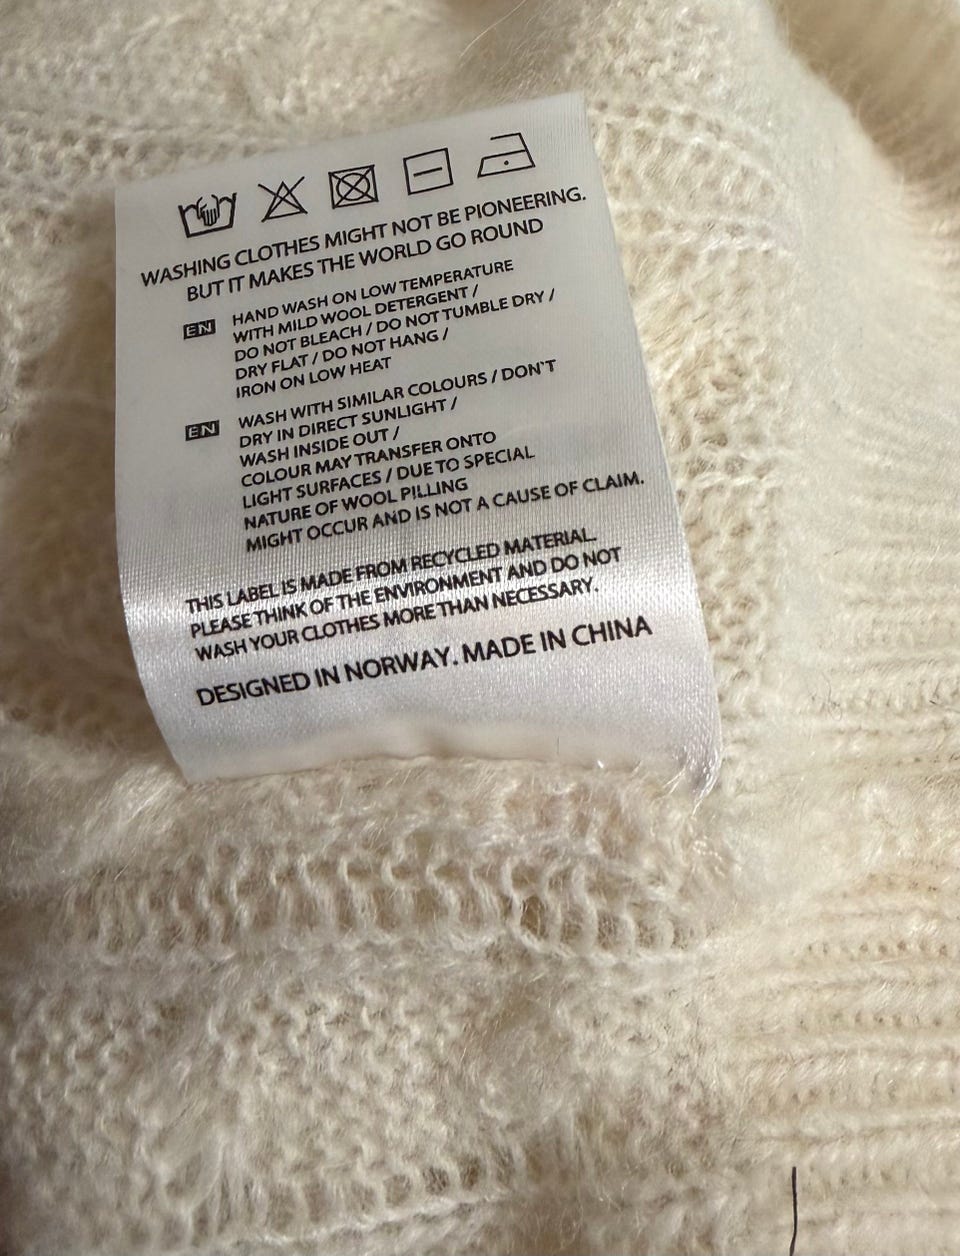 WASHING CLOTHES MIGHT NOT BE PIONEERING.
BUT IT MAKES THE WORLD GO ROUND
EN HAND WASH ON LOW TEMPERATURE
WITH MILD WOOL DETERGENT /
DO NOT BLEACH / DO NOT TUMBLE DRY /
DRY FLAT / DO NOT HANG /
IRON ON LOW HEAT
EN WASH WITH SIMILAR COLOURS / DON'T
DRY IN DIRECT SUNLIGHT /
WASH INSIDE OUT /
COLOUR MAY TRANSFER ONTO
LIGHT SURFACES / DUE TO SPECIAL
NATURE OF WOOL PILLING
MIGHT OCCUR AND IS NOT A CAUSE OF CLAIM.
THIS LABEL IS MADE FROM RECYCLED MATERIAL.
PLEASE THINK OF THE ENVIRONMENT AND DO NOT
WASH YOUR CLOTHES MORE THAN NECESSARY.
DESIGNED IN NORWAY. MADE IN CHINA